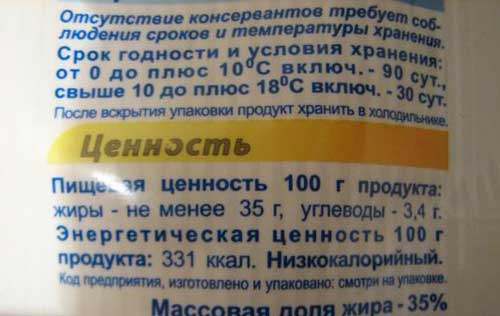 Отсутствие консервантов требует соб-
людения сроков и температуры хранения.
Срок годности и условия хранения:
от 0 до плюс 10⁰С включ.- 90 сут.,
свыше 10 до плюс 18⁰С включ.- 30 сут.
После вскрытия упаковки продукт хранить в холодильнике.
Ценность
Пищевая ценность 100 г продукта:
жиры - не менее 35 г, углеводы - 3,4 г.
Энергетическая ценность 100 г
продукта: 331 ккал. Низкокалорийный.
Код предприятия, изготовлено и упаковано: смотри на упаковке.
Массовая доля жира - 35%